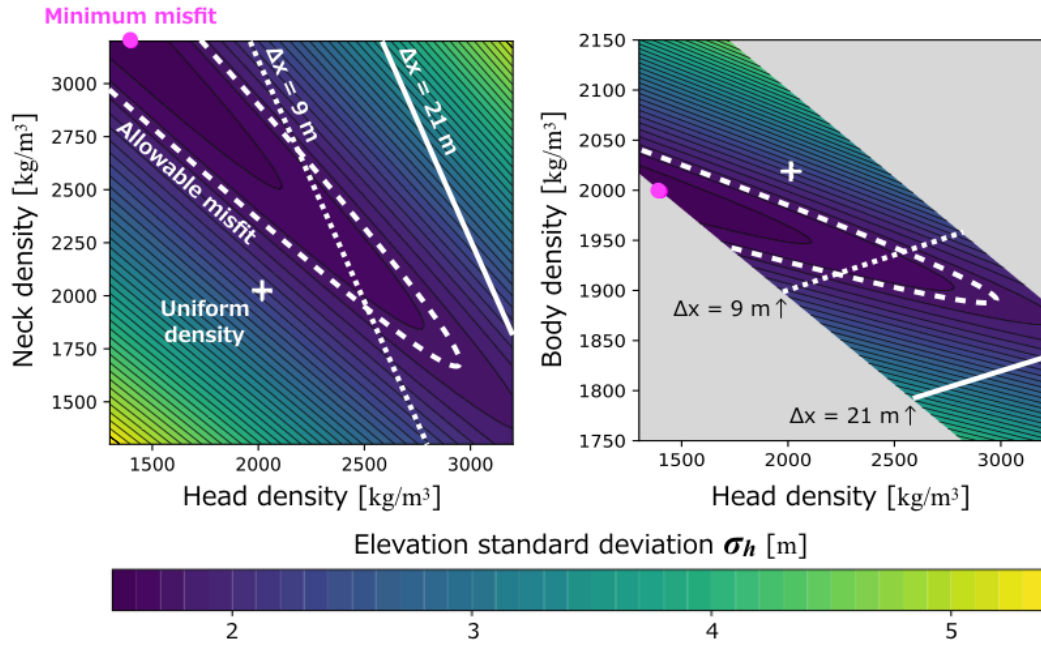 Minimum misfit
Neck density [kg/m³]
3000
2750
2500
2250
2000
1750
1500
Δx = 9 m
Δx = 21 m
Allowable misfit
Uniform
density
1500
2000
2500
3000
Head density [kg/m³]
Body density [kg/m³]
2150
2100
2050
2000
1950
1900
1850
1800
1750
Δx = 9 m↑
Δx = 21 m↑
1500
2000
2500
3000
Head density [kg/m³]
Elevation standard deviation σₕ [m]
2
3
4
5